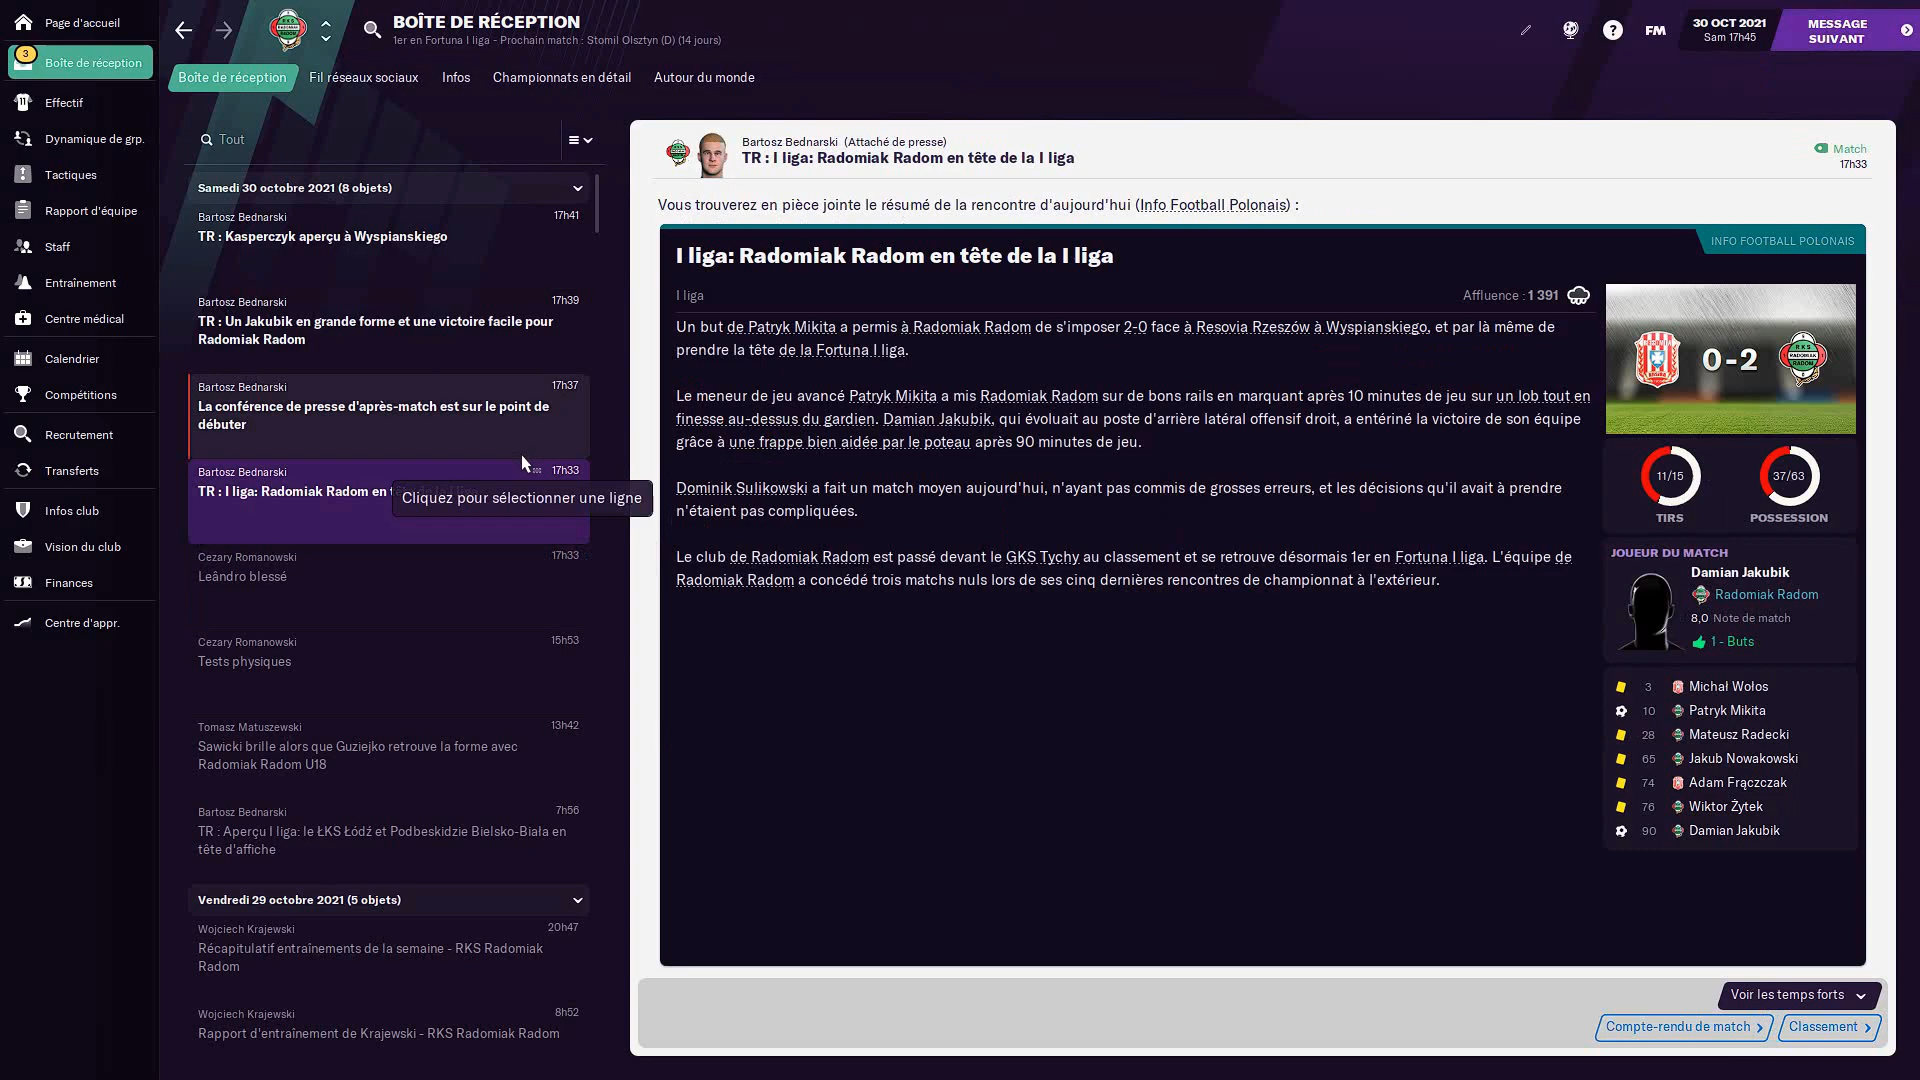 Page d'accueil
3
Boîte de réception
Effectif
Dynamique de grp.
Tactiques
Rapport d'équipe
Staff
Entraînement
Centre médical
Calendrier
Compétitions
Recrutement
Transferts
Infos club
Vision du club
Finances
Centre d'appr.
BOÎTE DE RÉCEPTION
1er en Fortuna I liga - Prochain match : Stomil Olsztyn (D) (14 jours)
FM
30 OCT 2021
Sam 17h45
MESSAGE
SUIVANT
Boîte de réception
Fil réseaux sociaux
Infos
Championnats en détail
Autour du monde
Tout
Samedi 30 octobre 2021 (8 objets)
Bartosz Bednarski 17h41
TR : Kasperczyk aperçu à Wyspianskiego
Bartosz Bednarski 17h39
TR : Un Jakubik en grande forme et une victoire facile pour
Radomiak Radom
Bartosz Bednarski 17h37
La conférence de presse d'après-match est sur le point de
débuter
Bartosz Bednarski 17h33
TR : I liga: Radomiak Radom en t
Cliquez pour sélectionner une ligne
Cezary Romanowski 17h33
Leândro blessé
Cezary Romanowski 15h53
Tests physiques
Tomasz Matuszewski 13h42
Sawicki brille alors que Guziejko retrouve la forme avec
Radomiak Radom U18
Bartosz Bednarski 7h56
TR : Aperçu I liga: le ŁKS Łódź et Podbeskidzie Bielsko-Biala en
tête d'affiche
Vendredi 29 octobre 2021 (5 objets)
Wojciech Krajewski 20h47
Récapitulatif entraînements de la semaine - RKS Radomiak
Radom
Wojciech Krajewski 8h52
Rapport d'entraînement de Krajewski - RKS Radomiak Radom
Bartosz Bednarski (Attaché de presse)
TR : I liga: Radomiak Radom en tête de la I liga
Match
17h33
Vous trouverez en pièce jointe le résumé de la rencontre d'aujourd'hui (Info Football Polonais) :
INFO FOOTBALL POLONAIS
I liga: Radomiak Radom en tête de la I liga
I liga
Affluence : 1 391
Un but de Patryk Mikita a permis à Radomiak Radom de s'imposer 2-0 face à Resovia Rzeszów à Wyspianskiego, et par là même de
prendre la tête de la Fortuna I liga.
Le meneur de jeu avancé Patryk Mikita a mis Radomiak Radom sur de bons rails en marquant après 10 minutes de jeu sur un lob tout en
finesse au-dessus du gardien. Damian Jakubik, qui évoluait au poste d'arrière latéral offensif droit, a entériné la victoire de son équipe
grâce à une frappe bien aidée par le poteau après 90 minutes de jeu.
Dominik Sulikowski a fait un match moyen aujourd'hui, n'ayant pas commis de grosses erreurs, et les décisions qu'il avait à prendre
n'étaient pas compliquées.
Le club de Radomiak Radom est passé devant le GKS Tychy au classement et se retrouve désormais 1er en Fortuna I liga. L'équipe de
Radomiak Radom a concédé trois matchs nuls lors de ses cinq dernières rencontres de championnat à l'extérieur.
0-2
11/15
TIRS
37/63
POSSESSION
JOUEUR DU MATCH
Damian Jakubik
Radomiak Radom
8,0 Note de match
1 - Buts
3 Michał Wołos
10 Patryk Mikita
28 Mateusz Radecki
65 Jakub Nowakowski
74 Adam Frączczak
76 Wiktor Żytek
90 Damian Jakubik
Voir les temps forts
Compte-rendu de match
Classement